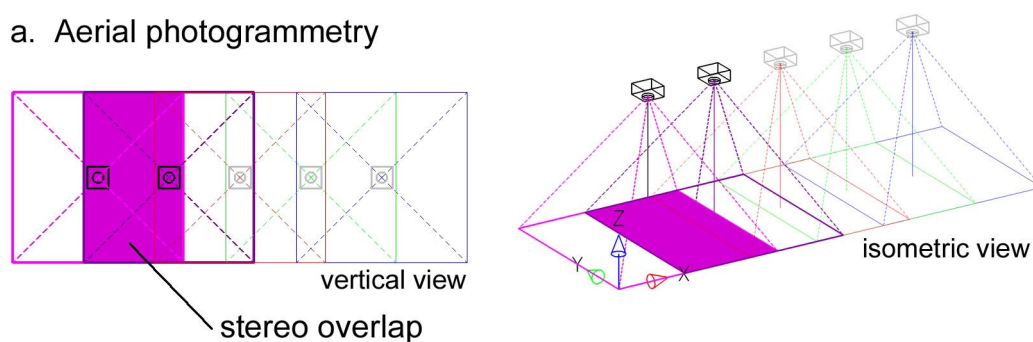 a. Aerial photogrammetry
Z
Y
X
isometric view
vertical view
stereo overlap